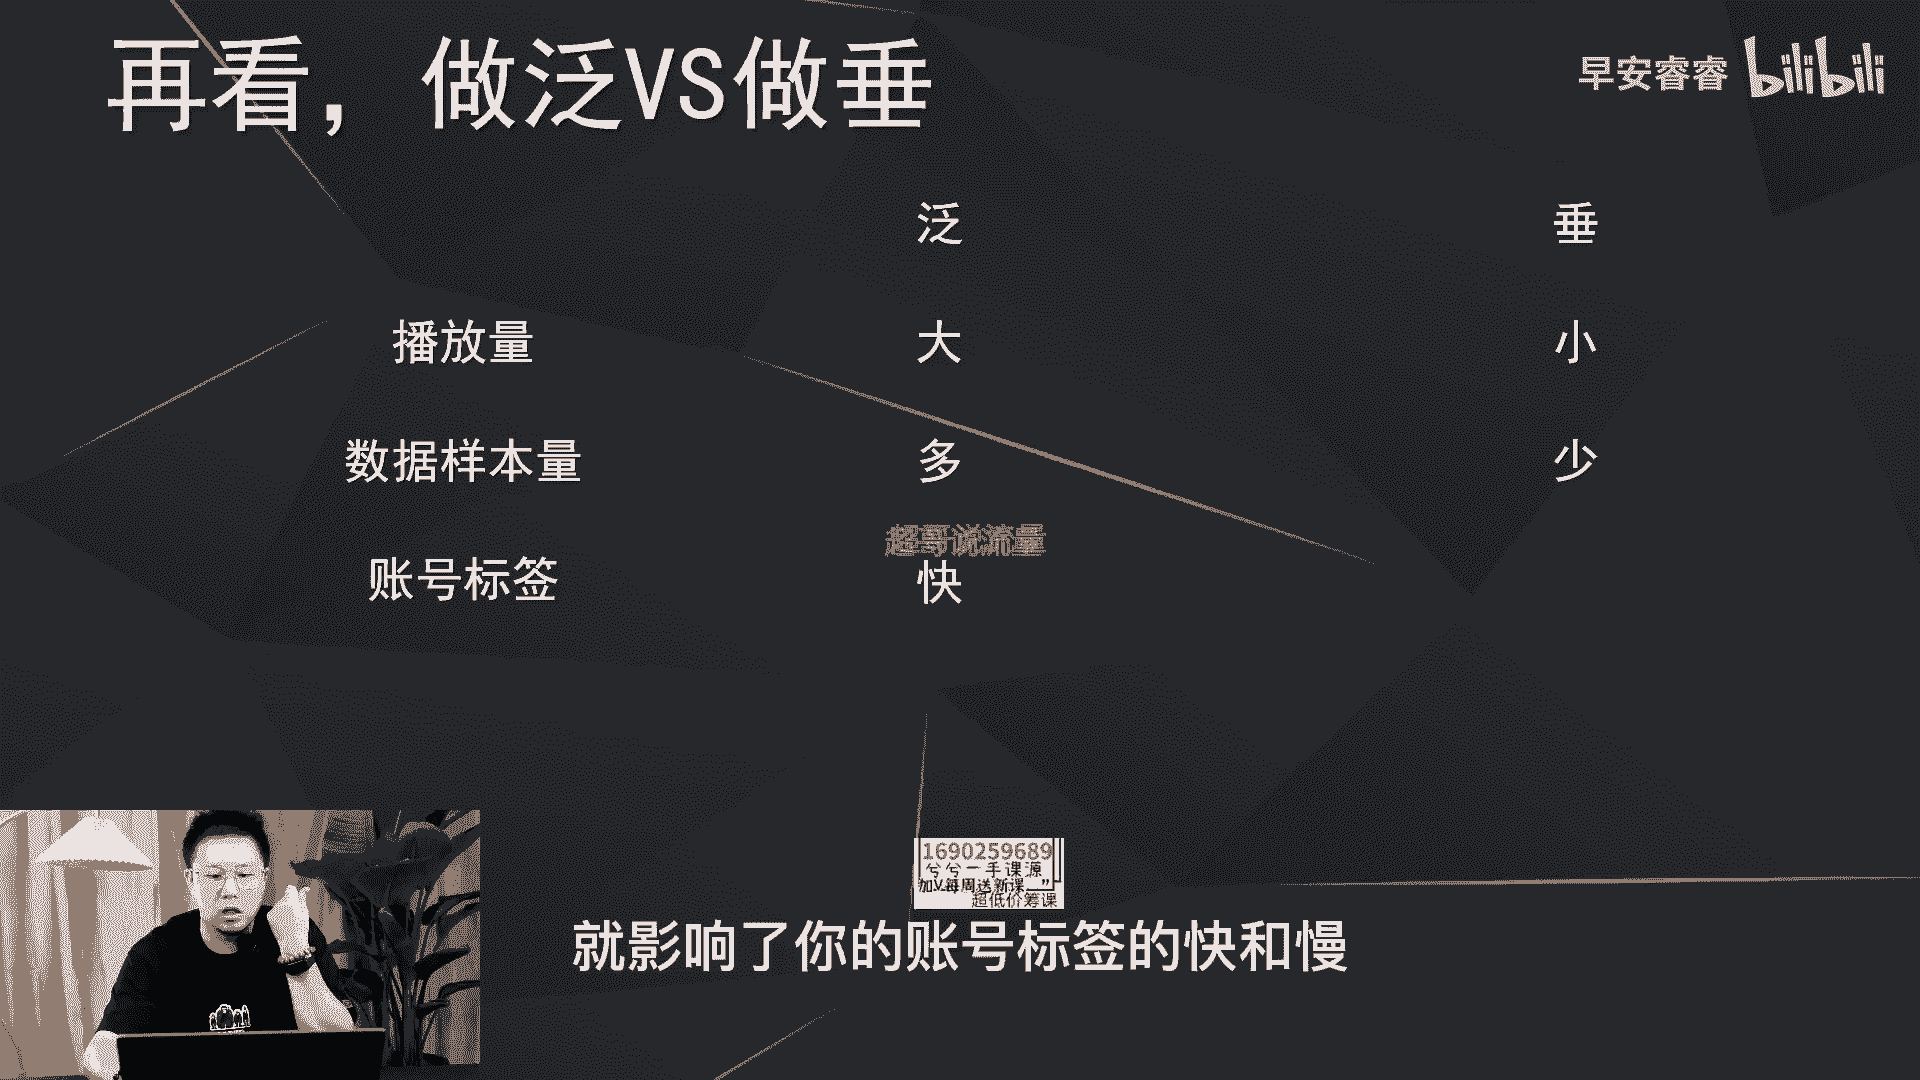 再看，做泛VS做垂
早安睿睿 bilibili
泛 垂
播放量 大 小
数据样本量 多 少
超哥说流量
账号标签 快
1690259689
兮兮一手课源
加V每周送新课
超低价筹课
就影响了你的账号标签的快和慢